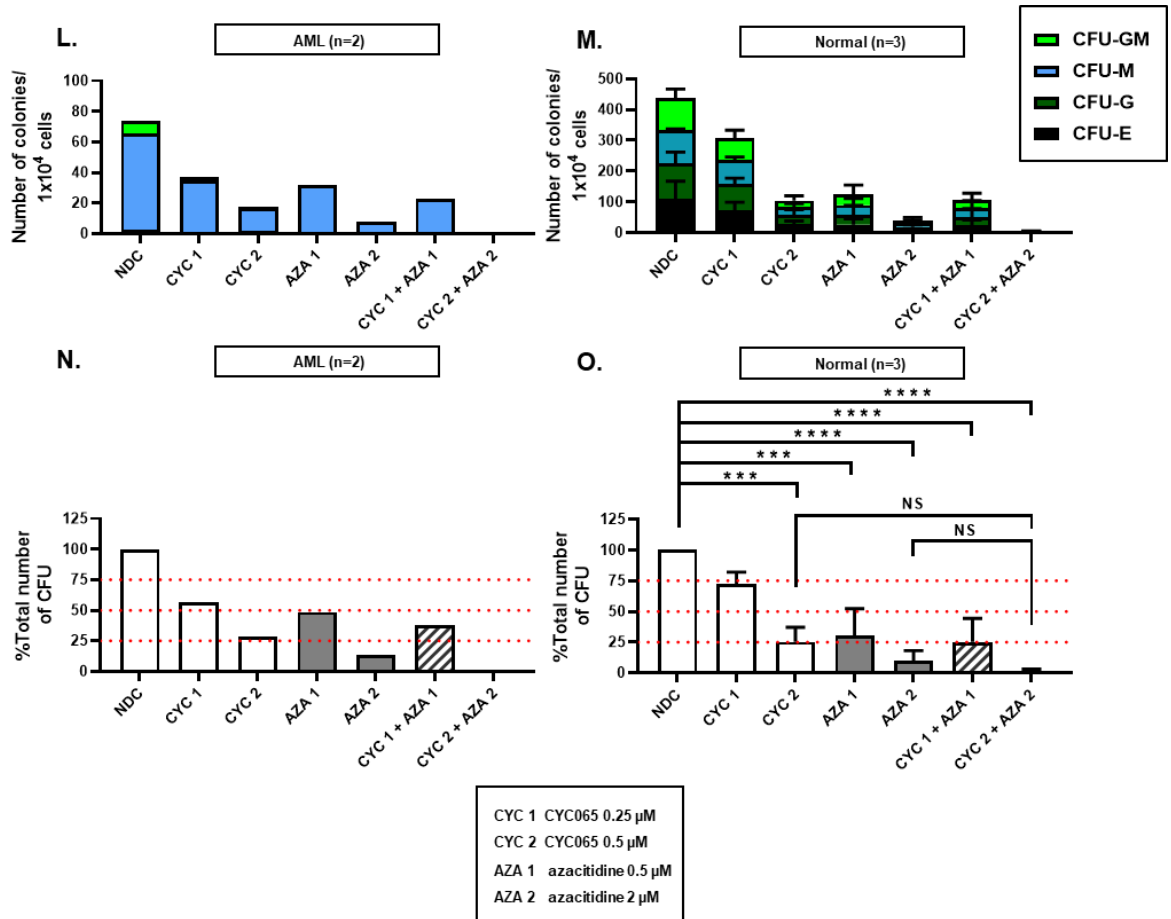 L.
AML (n=2)
Number of colonies/
1x10⁴ cells
100
80
60
40
20
0
NDC
CYC 1
CYC 2
AZA 1
AZA 2
CYC 1 + AZA 1
CYC 2 + AZA 2
M.
Normal (n=3)
Number of colonies/
1x10⁴ cells
500
400
300
200
100
0
NDC
CYC 1
CYC 2
AZA 1
AZA 2
CYC 1 + AZA 1
CYC 2 + AZA 2
CFU-GM
CFU-M
CFU-G
CFU-E
N.
AML (n=2)
%Total number
of CFU
125
100
75
50
25
0
NDC
CYC 1
CYC 2
AZA 1
AZA 2
CYC 1 + AZA 1
CYC 2 + AZA 2
O.
Normal (n=3)
****
****
****
***
***
NS
NS
%Total number
of CFU
125
100
75
50
25
0
NDC
CYC 1
CYC 2
AZA 1
AZA 2
CYC 1 + AZA 1
CYC 2 + AZA 2
CYC 1 CYC065 0.25 µM
CYC 2 CYC065 0.5 µM
AZA 1 azacitidine 0.5 µM
AZA 2 azacitidine 2 µM